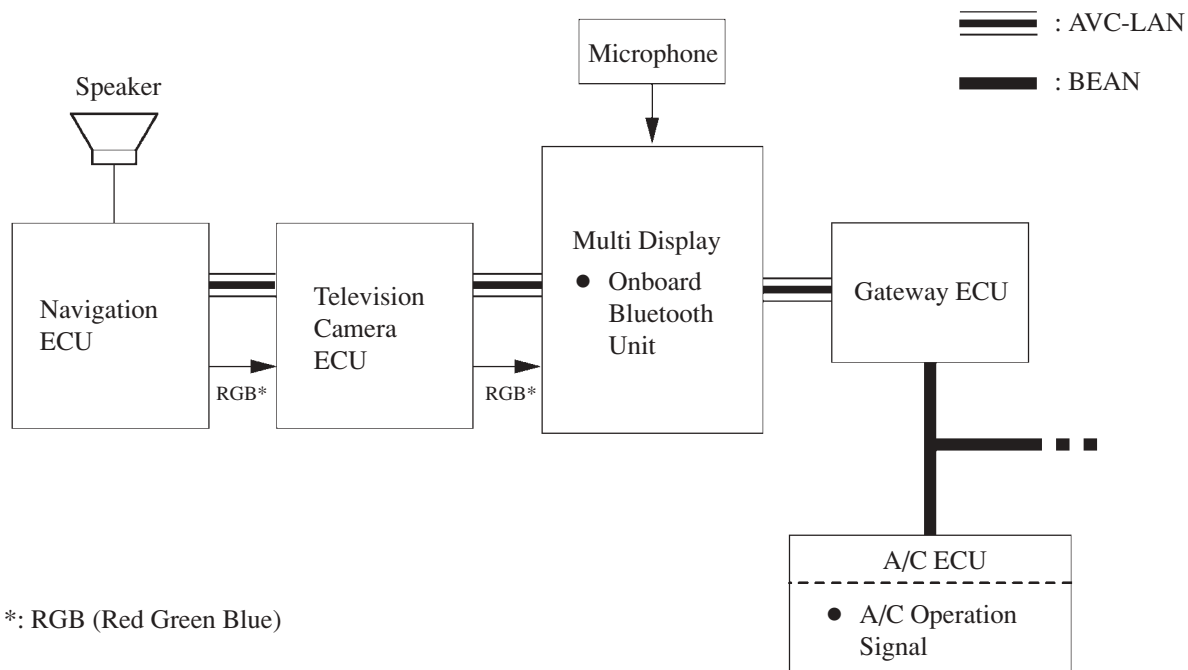 : AVC-LAN
Microphone
: BEAN
Speaker
Navigation
ECU
Television
Camera
ECU
Multi Display
● Onboard
Bluetooth
Unit
Gateway ECU
RGB*
RGB*
A/C ECU
● A/C Operation
Signal
*: RGB (Red Green Blue)